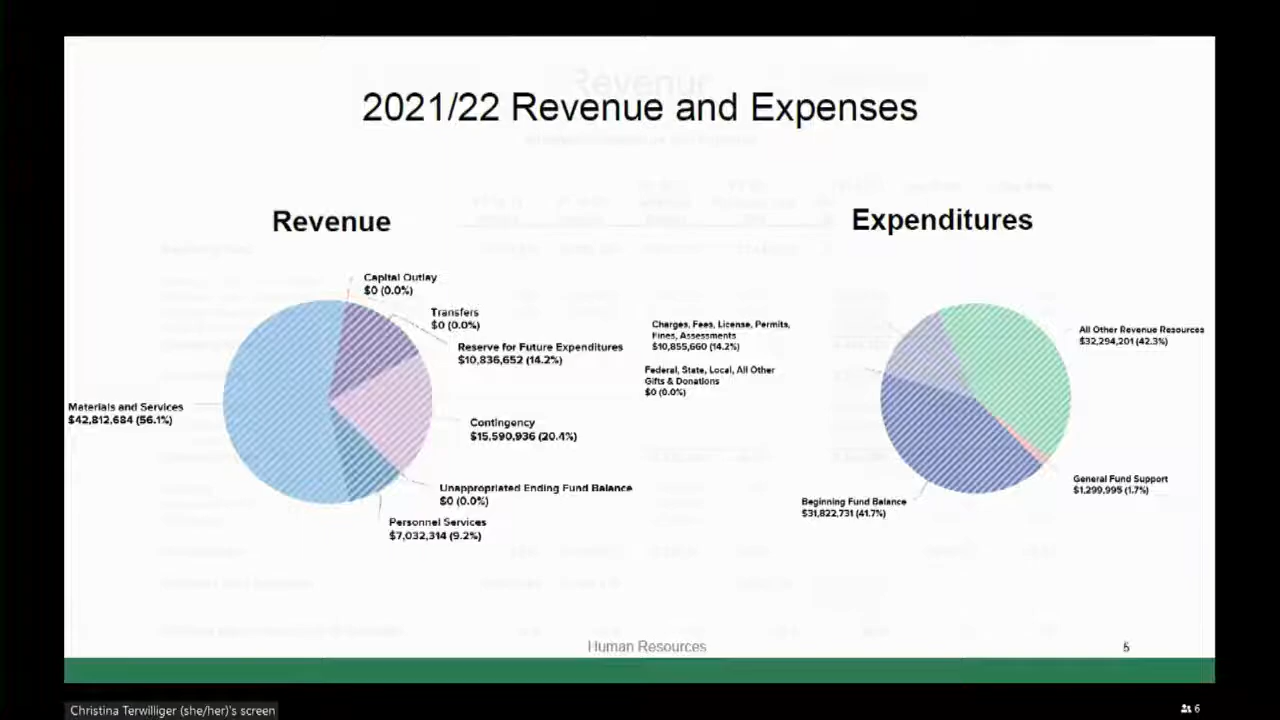 2021/22 Revenue and Expenses
Revenue
Capital Outlay
$0 (0.0%)
Transfers
$0 (0.0%)
Reserve for Future Expenditures
$10,836,652 (14.2%)
Materials and Services
$42,812,684 (56.1%)
Contingency
$15,590,936 (20.4%)
Unappropriated Ending Fund Balance
$0 (0.0%)
Personnel Services
$7,032,314 (9.2%)
Expenditures
Charges, Fees, License, Permits,
Fines, Assessments
$10,855,660 (14.2%)
Federal, State, Local, All Other
Gifts & Donations
$0 (0.0%)
All Other Revenue Resources
$32,294,201 (42.3%)
General Fund Support
$1,299,995 (1.7%)
Beginning Fund Balance
$31,822,731 (41.7%)
Human Resources
5
Christina Terwilliger (she/her)'s screen
6